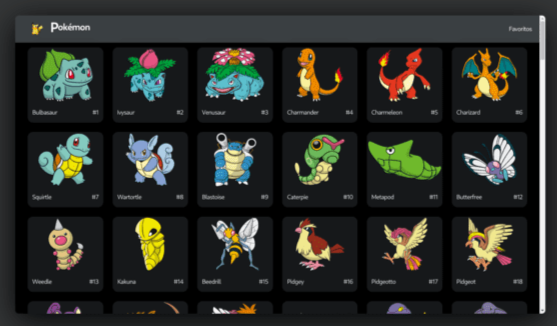 Pokémon Favoritos
Bulbasaur #1 Ivysaur #2 Venusaur #3 Charmander #4 Charmeleon #5 Charizard #6
Squirtle #7 Wartortle #8 Blastoise #9 Caterpie #10 Metapod #11 Butterfree #12
Weedle #13 Kakuna #14 Beedrill #15 Pidgey #16 Pidgeotto #17 Pidgeot #18